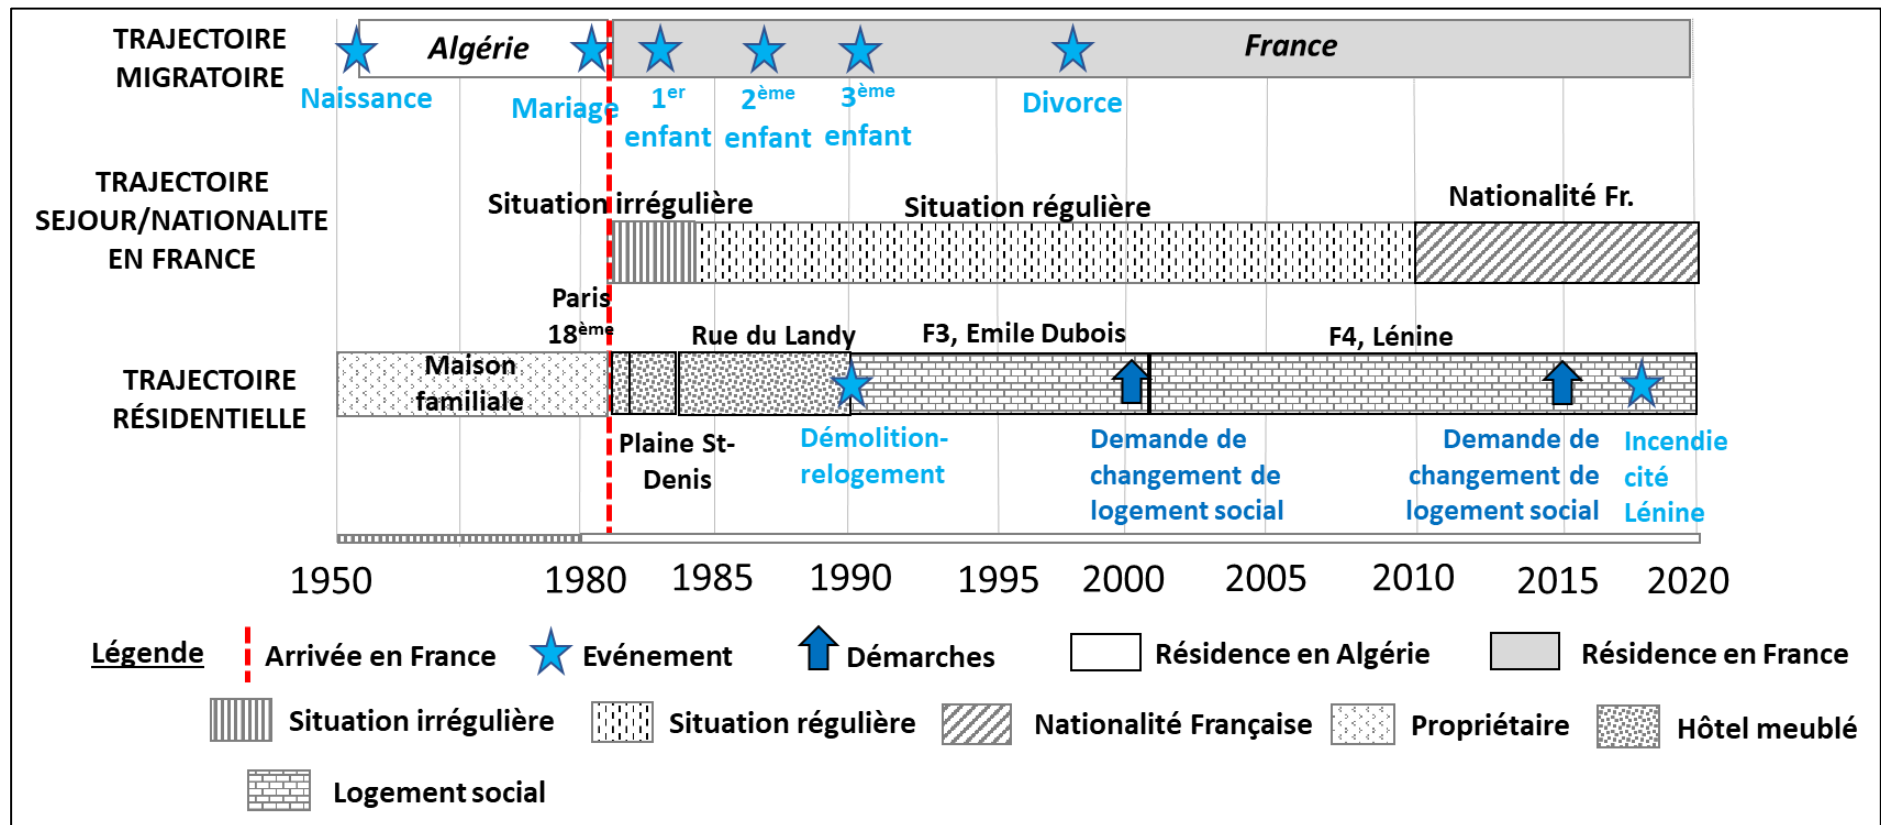 TRAJECTOIRE
MIGRATOIRE
Algérie
France
Naissance
Mariage
1er
enfant
2ème
enfant
3ème
enfant
Divorce
TRAJECTOIRE
SEJOUR/NATIONALITE
EN FRANCE
Situation irrégulière
Situation régulière
Nationalité Fr.
Paris
18ème
Rue du Landy
F3, Emile Dubois
F4, Lénine
TRAJECTOIRE
RÉSIDENTIELLE
Maison
familiale
Plaine St-
Denis
Démolition-
relogement
Demande de
changement de
logement social
Demande de
changement de
logement social
Incendie
cité
Lénine
1950
1980
1985
1990
1995
2000
2005
2010
2015
2020
Légende
Arrivée en France
Evénement
Démarches
Résidence en Algérie
Résidence en France
Situation irrégulière
Situation régulière
Nationalité Française
Propriétaire
Hôtel meublé
Logement social